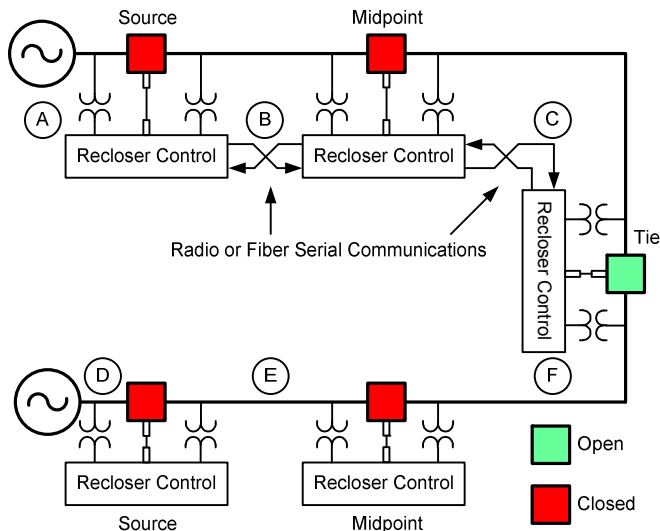 Source
Midpoint
A
B
C
Recloser Control
Recloser Control
Radio or Fiber Serial Communications
Recloser Control
Tie
D
E
F
Recloser Control
Recloser Control
Source
Midpoint
Open
Closed